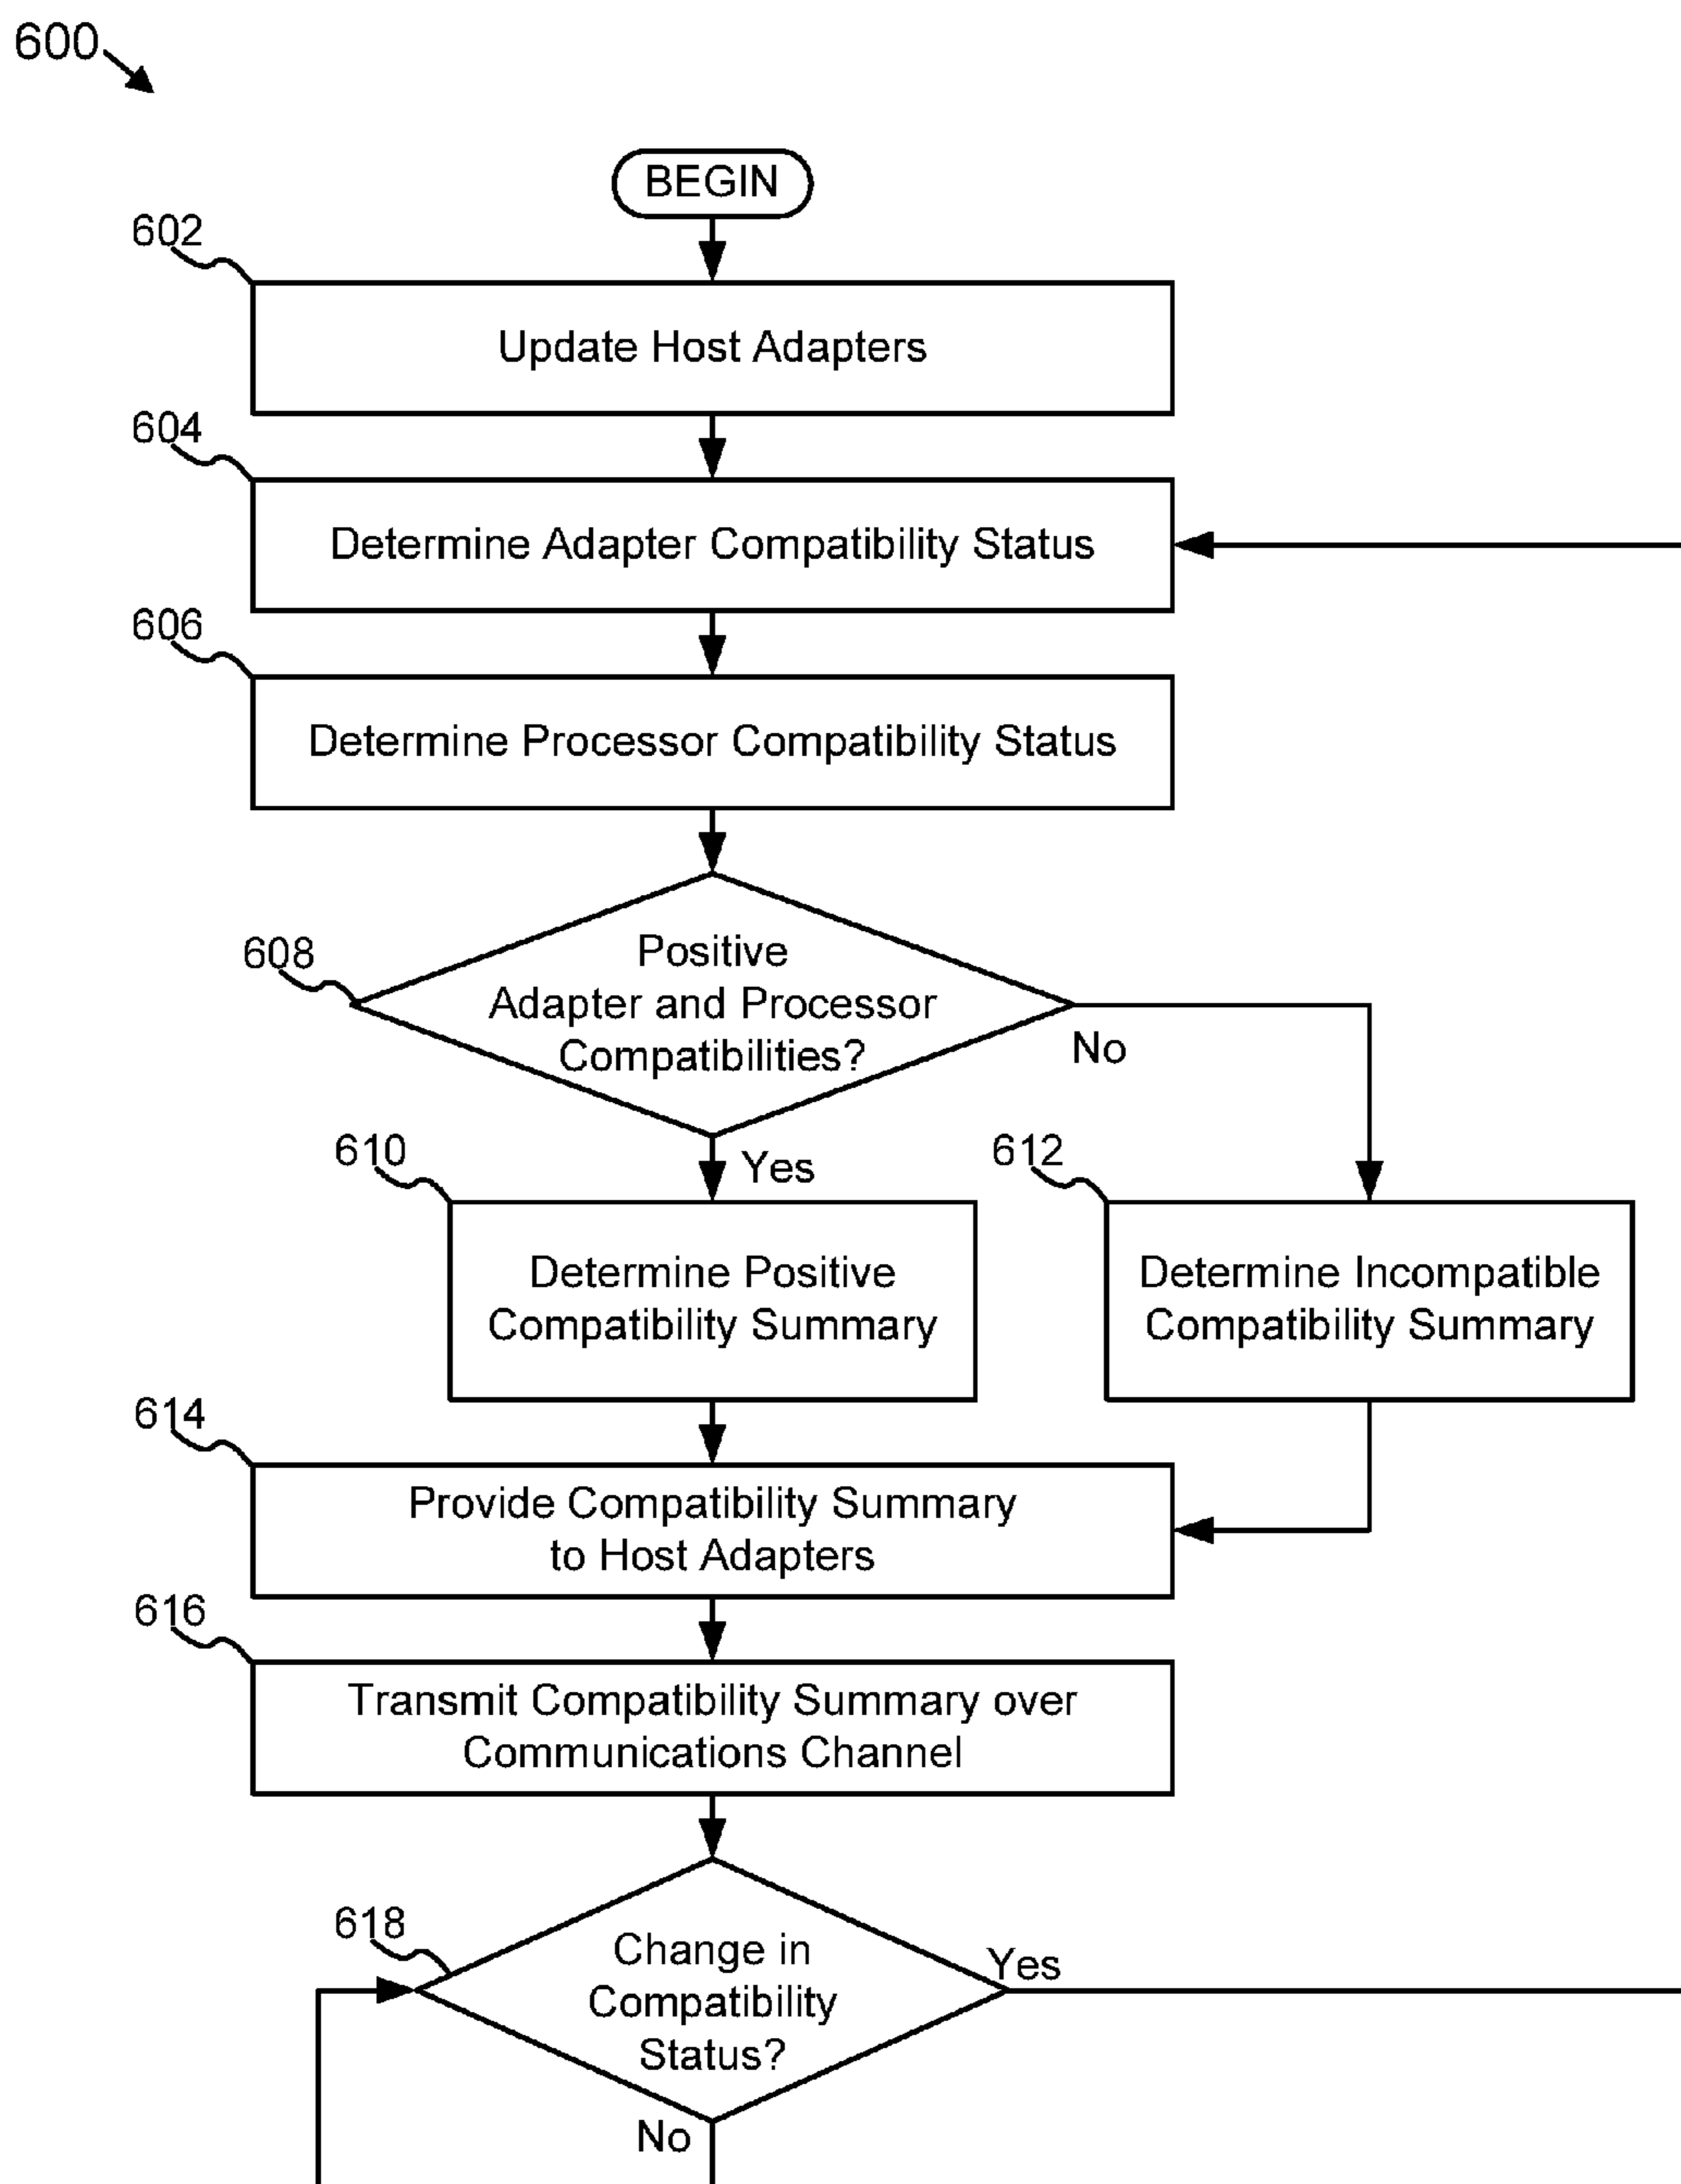 600
BEGIN
602
Update Host Adapters
604
Determine Adapter Compatibility Status
606
Determine Processor Compatibility Status
608
Positive
Adapter and Processor
Compatibilities?
No
Yes
610
Determine Positive
Compatibility Summary
612
Determine Incompatible
Compatibility Summary
614
Provide Compatibility Summary
to Host Adapters
616
Transmit Compatibility Summary over
Communications Channel
618
Change in
Compatibility
Status?
Yes
No